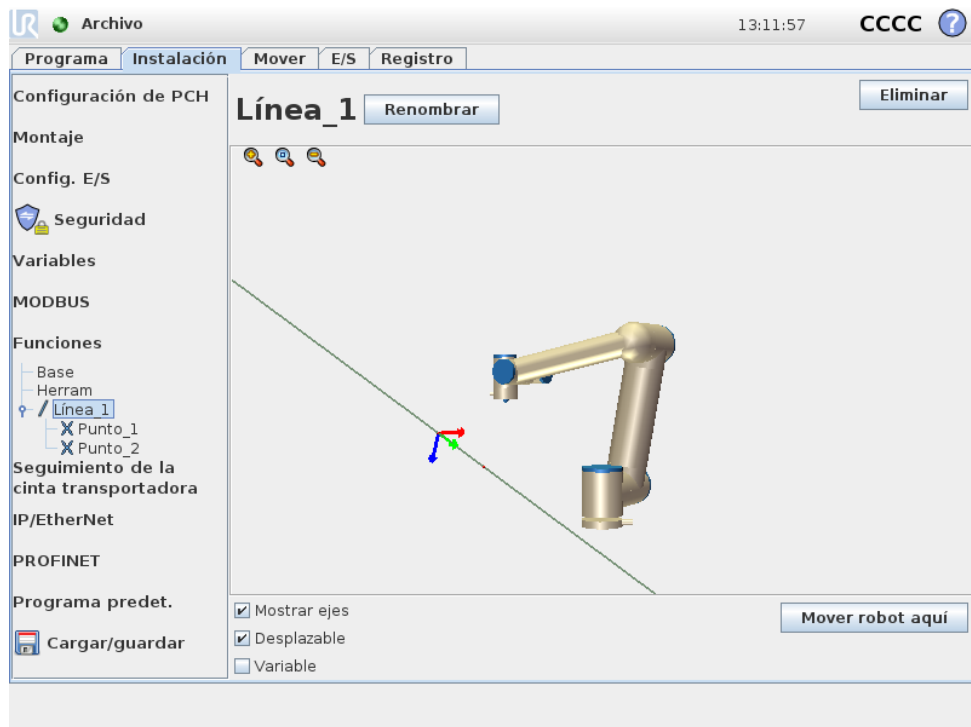 UR Archivo 13:11:57 CCCC ?
Programa Instalación Mover E/S Registro
Configuración de PCH
Montaje
Config. E/S
Seguridad
Variables
MODBUS
Funciones
Base
Herram
Línea_1
Punto_1
Punto_2
Seguimiento de la
cinta transportadora
IP/EtherNet
PROFINET
Programa predet.
Cargar/guardar
Línea_1 Renombrar Eliminar
Mostrar ejes
Desplazable
Variable
Mover robot aquí